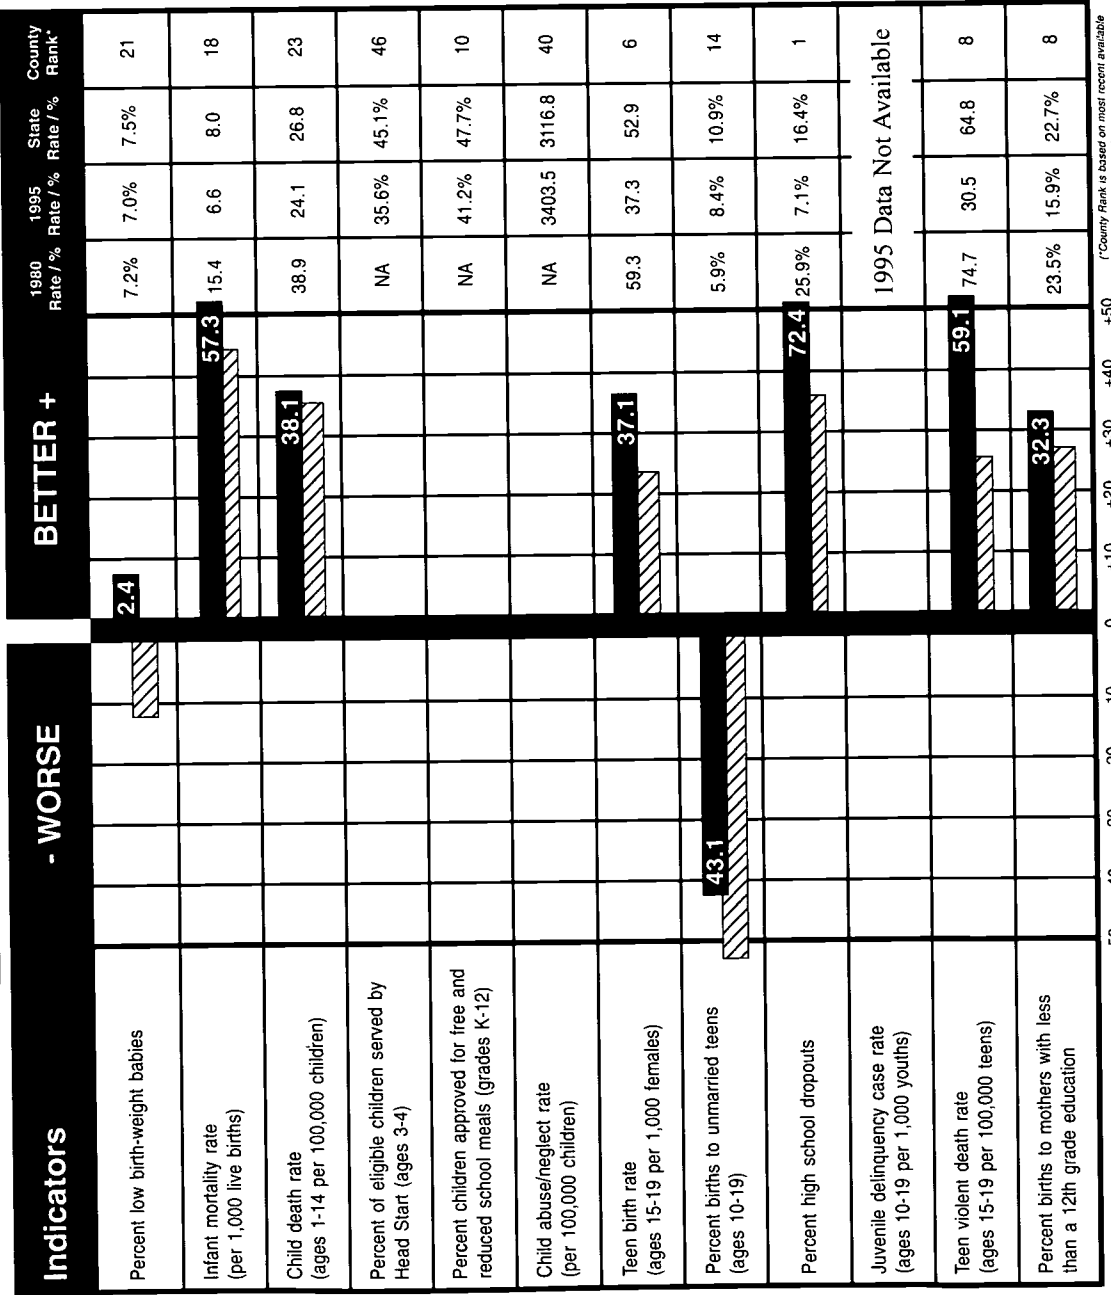 Indicators
- WORSE
BETTER +
1980
Rate / %
1995
Rate / %
State
Rate / %
County
Rank*
Percent low birth-weight babies
2.4
7.2%
7.0%
7.5%
21
Infant mortality rate
(per 1,000 live births)
57.3
15.4
6.6
8.0
18
Child death rate
(ages 1-14 per 100,000 children)
38.1
38.9
24.1
26.8
23
Percent of eligible children served by
Head Start (ages 3-4)
NA
35.6%
45.1%
46
Percent children approved for free and
reduced school meals (grades K-12)
NA
41.2%
47.7%
10
Child abuse/neglect rate
(per 100,000 children)
NA
3403.5
3116.8
40
Teen birth rate
(ages 15-19 per 1,000 females)
37.1
59.3
37.3
52.9
6
Percent births to unmarried teens
(ages 10-19)
43.1
5.9%
8.4%
10.9%
14
Percent high school dropouts
72.4
25.9%
7.1%
16.4%
1
Juvenile delinquency case rate
(ages 10-19 per 1,000 youths)
1995 Data Not Available
Teen violent death rate
(ages 15-19 per 100,000 teens)
59.1
74.7
30.5
64.8
8
Percent births to mothers with less
than a 12th grade education
32.3
23.5%
15.9%
22.7%
8
0
+10
+20
+30
+40
+50
(*County Rank is based on most recent available